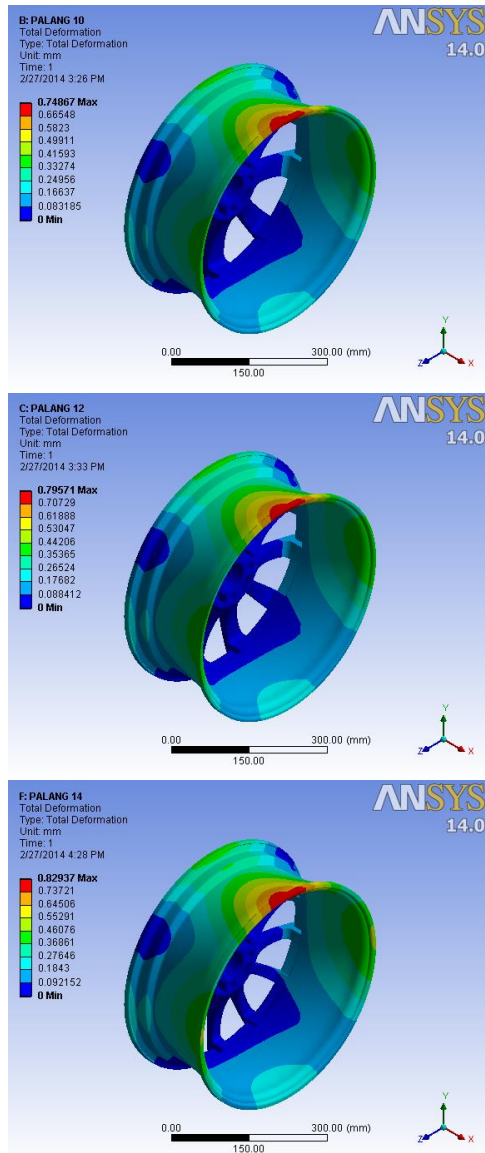 B: PALANG 10
Total Deformation
Type: Total Deformation
Unit: mm
Time: 1
2/27/2014 3:26 PM
ANSYS
14.0
0.74867 Max
0.66548
0.5823
0.49911
0.41593
0.33274
0.24956
0.16637
0.083185
0 Min
0.00
300.00 (mm)
150.00
Y
Z
X
C: PALANG 12
Total Deformation
Type: Total Deformation
Unit: mm
Time: 1
2/27/2014 3:33 PM
ANSYS
14.0
0.79571 Max
0.70729
0.61888
0.53047
0.44206
0.35365
0.26524
0.17682
0.088412
0 Min
0.00
300.00 (mm)
150.00
Y
Z
X
F: PALANG 14
Total Deformation
Type: Total Deformation
Unit: mm
Time: 1
2/27/2014 4:28 PM
ANSYS
14.0
0.82937 Max
0.73721
0.64506
0.55291
0.46076
0.36861
0.27646
0.1843
0.092152
0 Min
0.00
300.00 (mm)
150.00
Y
Z
X